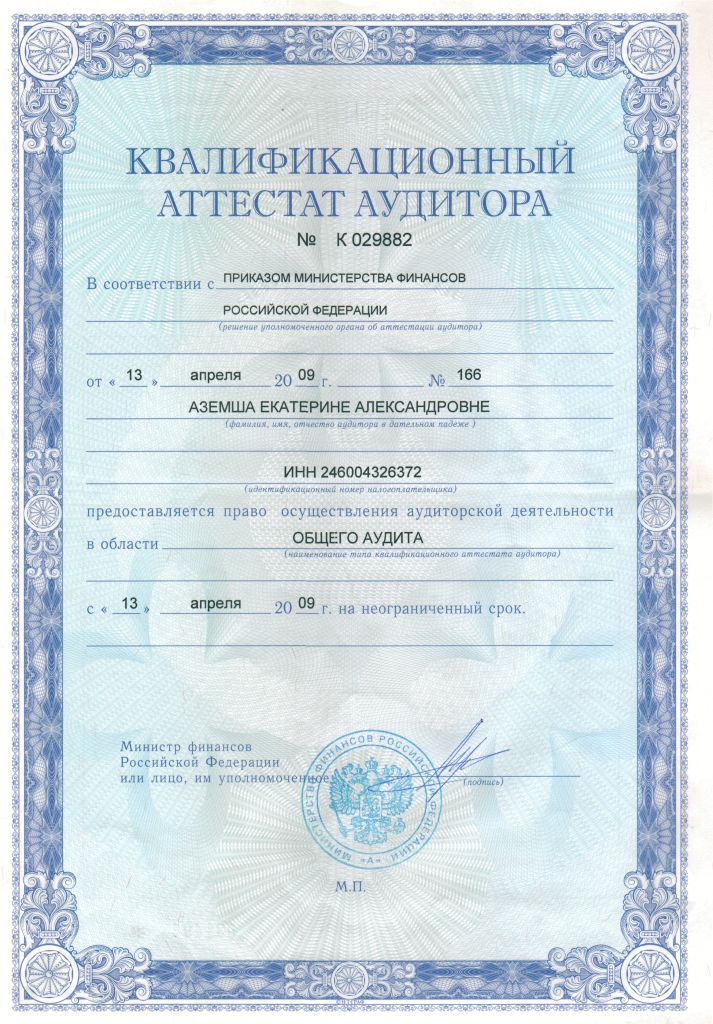 КВАЛИФИКАЦИОННЫЙ
АТТЕСТАТ АУДИТОРА
№ К 029882
В соответствии с ПРИКАЗОМ МИНИСТЕРСТВА ФИНАНСОВ
РОССИЙСКОЙ ФЕДЕРАЦИИ
(решение уполномоченного органа об аттестации аудитора)
от « 13 » апреля 20 09 г. № 166
АЗЕМША ЕКАТЕРИНЕ АЛЕКСАНДРОВНЕ
(фамилия, имя, отчество аудитора в дательном падеже )
ИНН 246004326372
(идентификационный номер налогоплательщика)
предоставляется право осуществления аудиторской деятельности
в области ОБЩЕГО АУДИТА
(наименование типа квалификационного аттестата аудитора)
с « 13 » апреля 20 09 г. на неограниченный срок.
Министр финансов
Российской Федерации
или лицо, им уполномоченное
(подпись)
МИНИСТЕРСТВО ФИНАНСОВ РОССИЙСКОЙ ФЕДЕРАЦИИ
«А»
М.П.